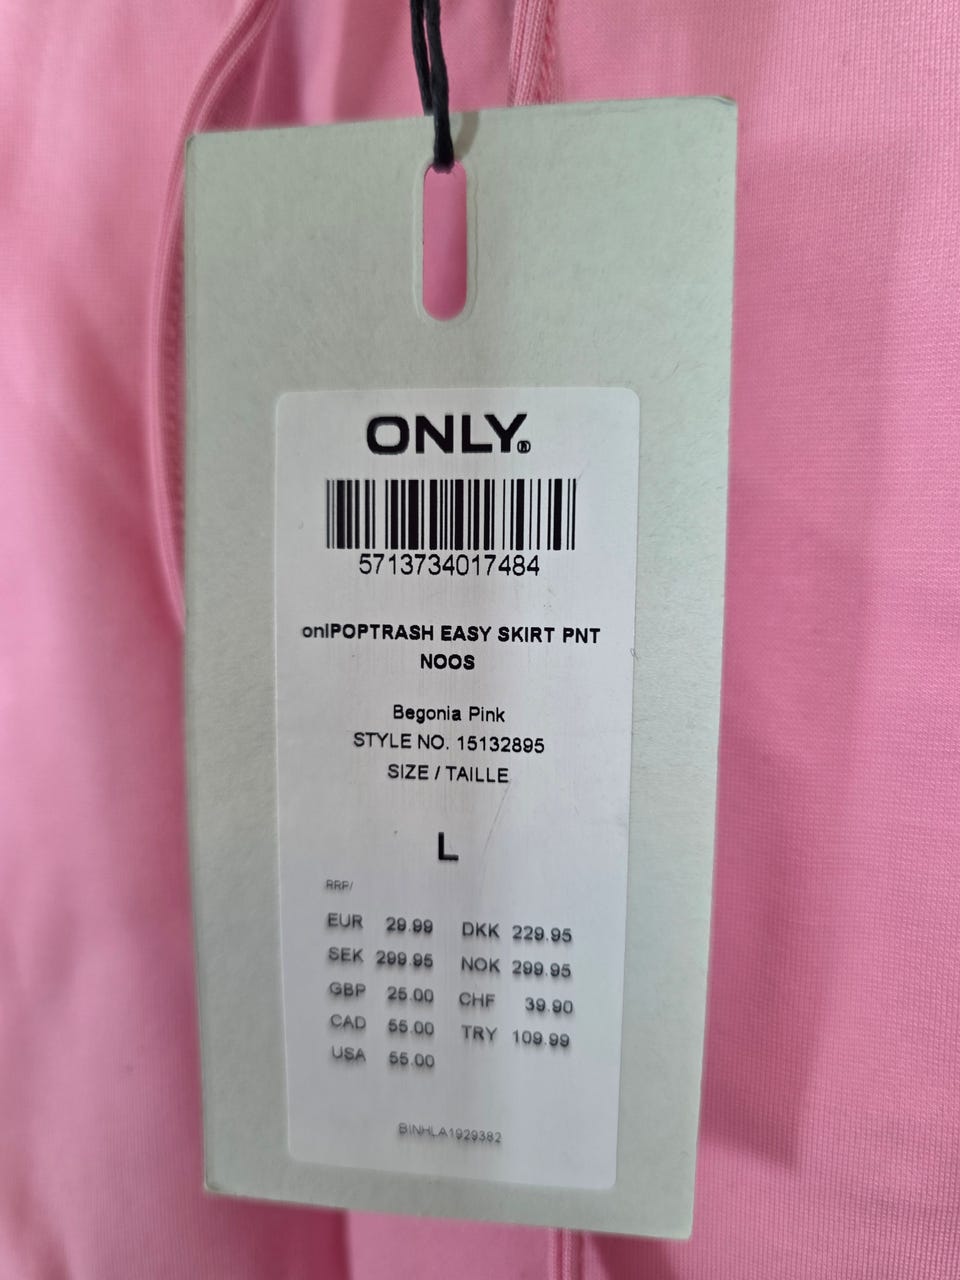 ONLY®
5713734017484
onlPOPTRASH EASY SKIRT PNT
NOOS
Begonia Pink
STYLE NO. 15132895
SIZE / TAILLE
L
RRP/
EUR 29.99 DKK 229.95
SEK 299.95 NOK 299.95
GBP 25.00 CHF 39.90
CAD 55.00 TRY 109.99
USA 55.00
BINHLA1929382